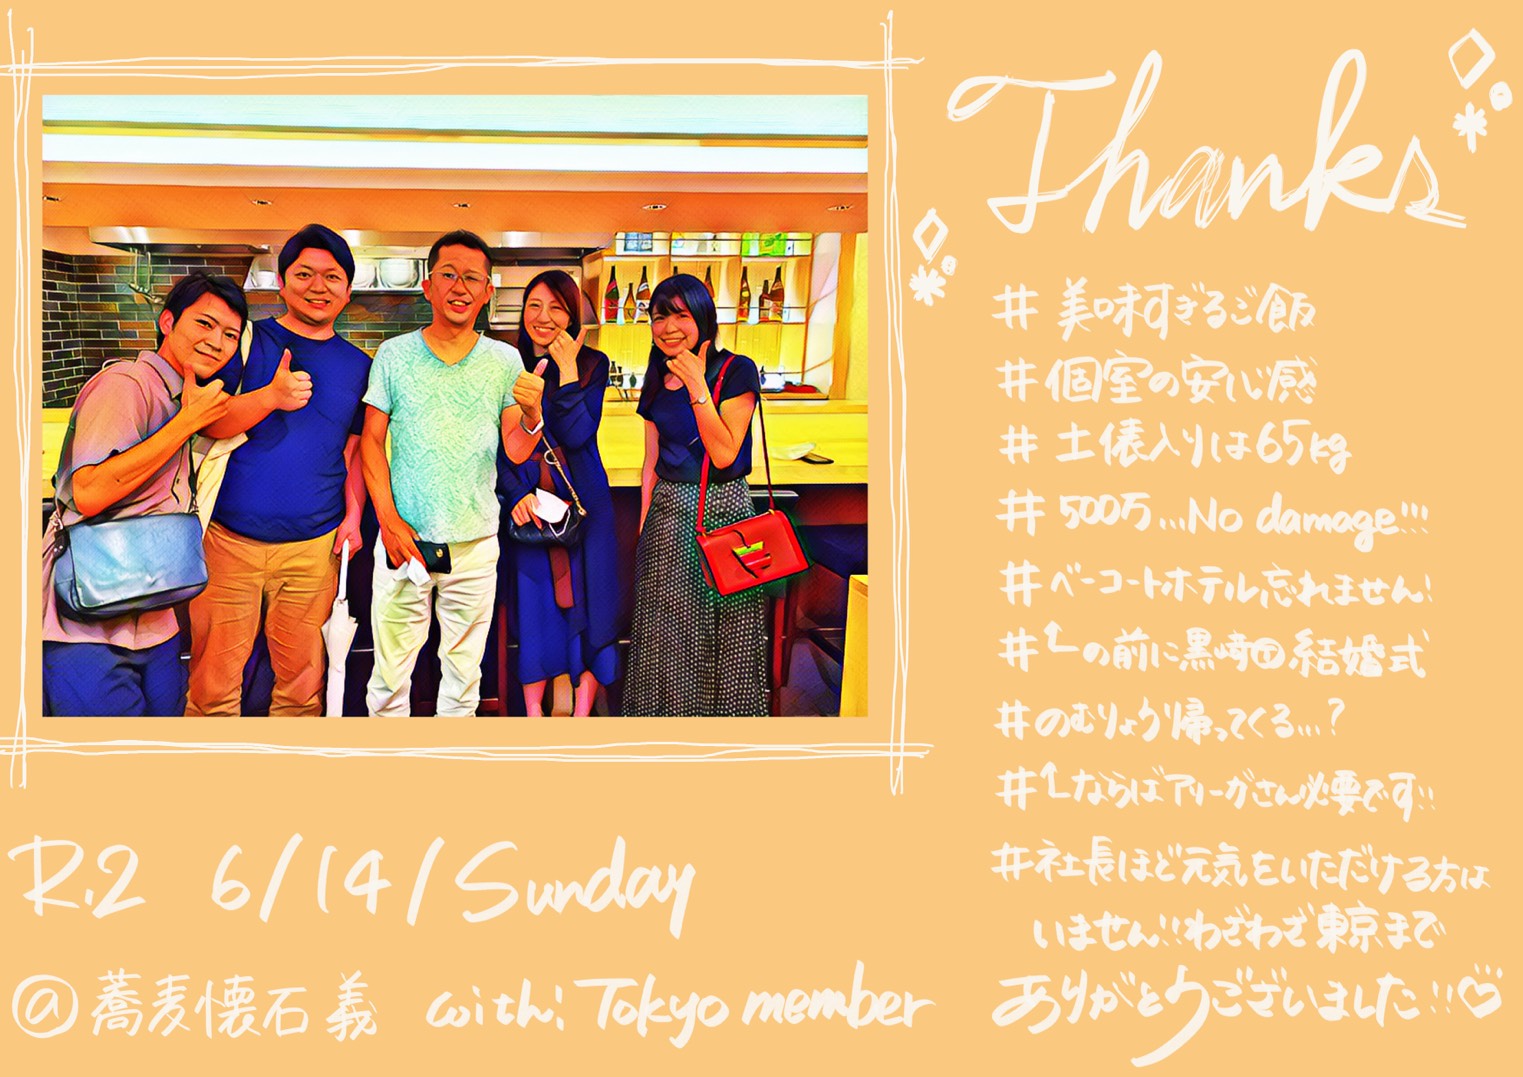 Thanks
# 美味すぎるご飯
# 個室の安心感
# 土俵入りは65kg
# 500万...No damage!!!
# ベーコートホテル忘れません!
# ↑の前に黒崎田結婚式
# のむりょうり帰ってくる...?
# ↑ならばアリーガさん必要です!!
# 社長ほど元気をいただける方は
いません!!わざわざ東京まで
ありがとうございました!!♡
R.2 6/14/Sunday
@蕎麦懐石 義 with: Tokyo member